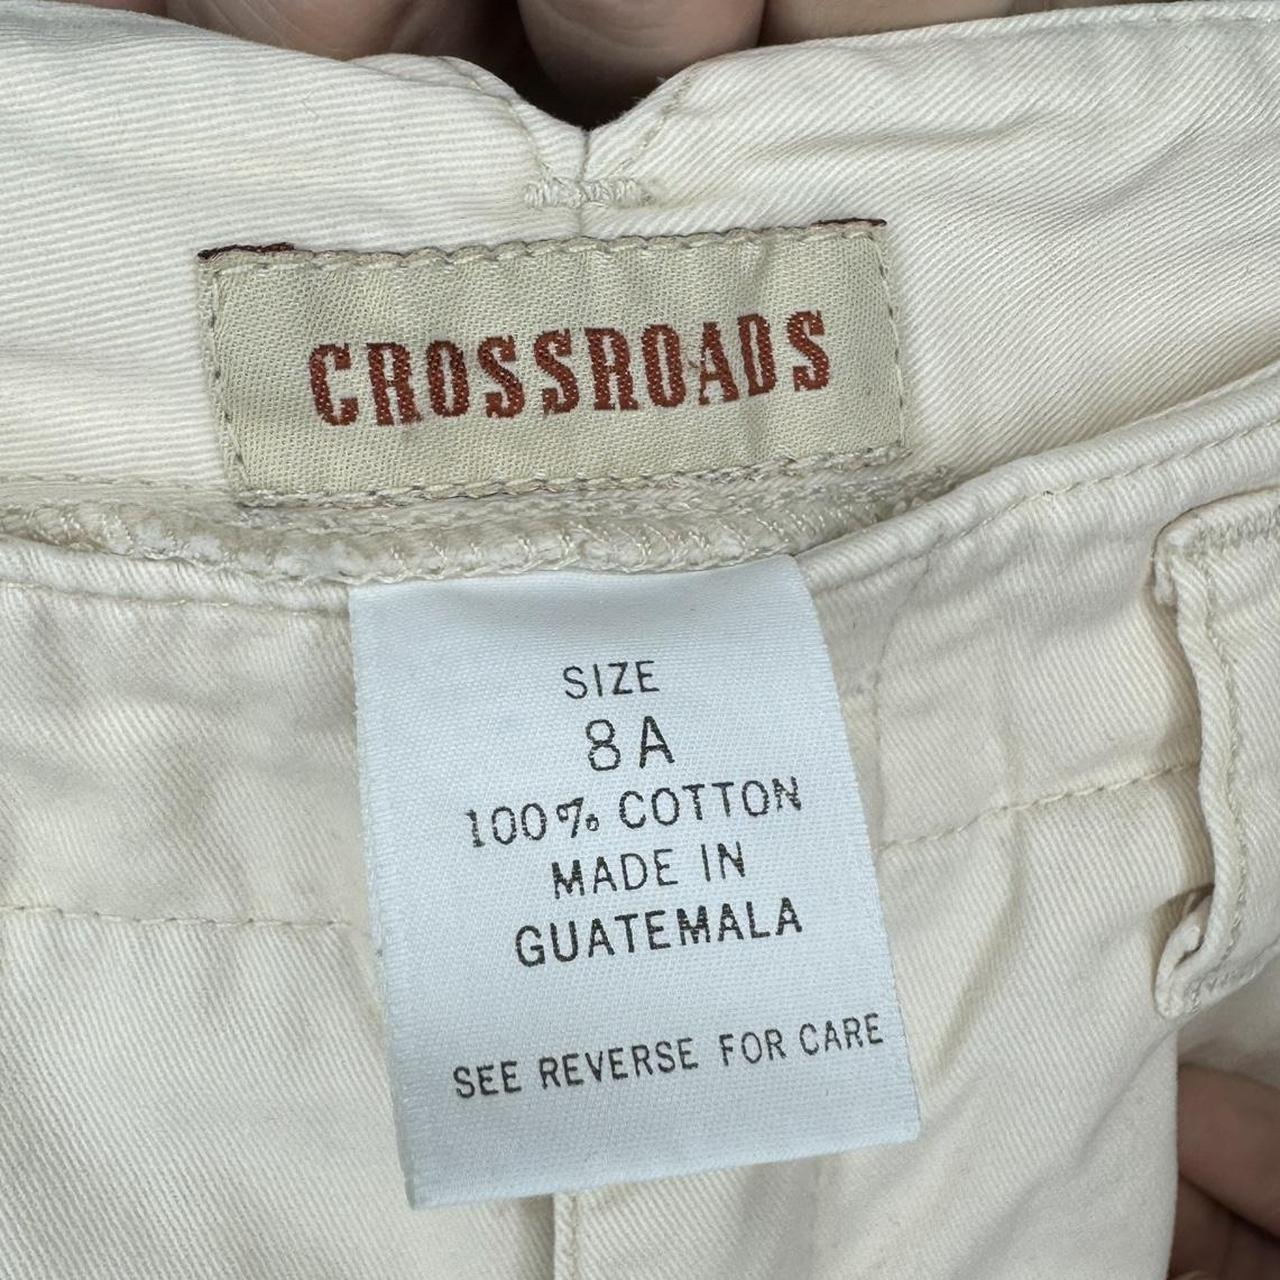 CROSSROADS
SIZE
8A
100% COTTON
MADE IN
GUATEMALA
SEE REVERSE FOR CARE